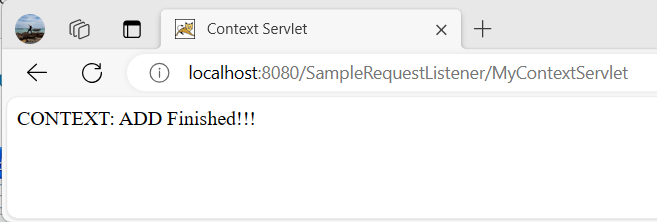 Context Servlet
localhost:8080/SampleRequestListener/MyContextServlet
CONTEXT: ADD Finished!!!